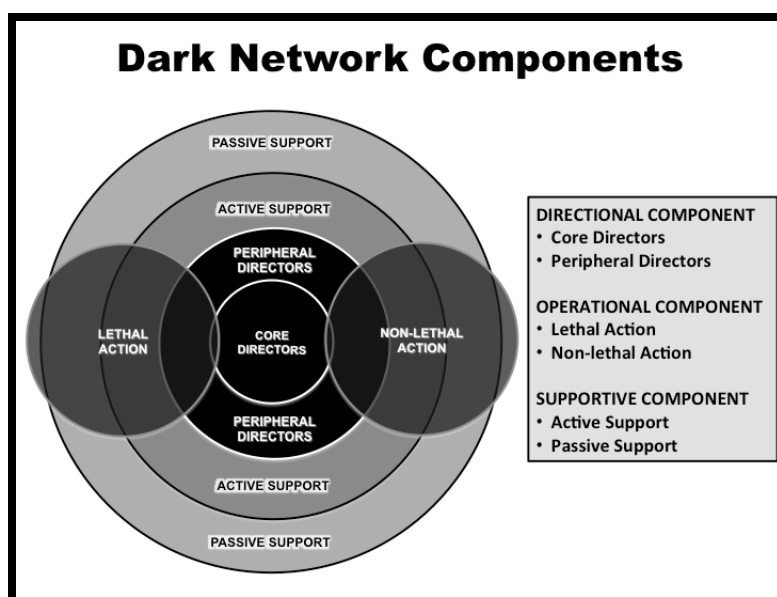 Dark Network Components
PASSIVE SUPPORT
ACTIVE SUPPORT
PERIPHERAL
DIRECTORS
LETHAL
ACTION
CORE
DIRECTORS
NON-LETHAL
ACTION
PERIPHERAL
DIRECTORS
ACTIVE SUPPORT
PASSIVE SUPPORT
DIRECTIONAL COMPONENT
• Core Directors
• Peripheral Directors
OPERATIONAL COMPONENT
• Lethal Action
• Non-lethal Action
SUPPORTIVE COMPONENT
• Active Support
• Passive Support